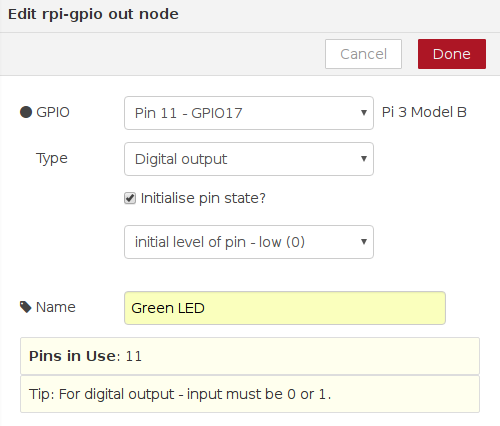 Edit rpi-gpio out node
Cancel Done
GPIO Pin 11 - GPIO17 Pi 3 Model B
Type Digital output
Initialise pin state?
initial level of pin - low (0)
Name Green LED
Pins in Use: 11
Tip: For digital output - input must be 0 or 1.